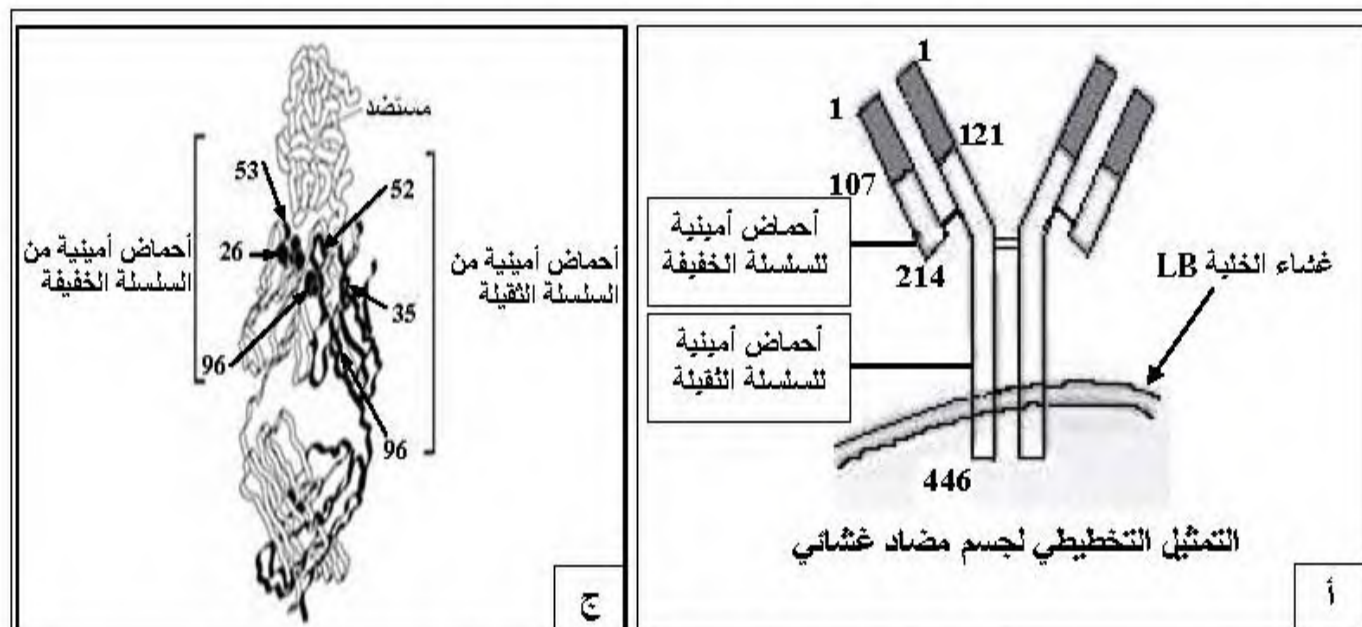 1
1
121
107
أحماض أمينية
للسلسلة الخفيفة
214
غشاء الخلية LB
أحماض أمينية
للسلسلة الثقيلة
446
التمثيل التخطيطي لجسم مضاد غشائي
أ
مستضد
53
52
26
أحماض أمينية من
السلسلة الخفيفة
أحماض أمينية من
السلسلة الثقيلة
35
96
96
ج